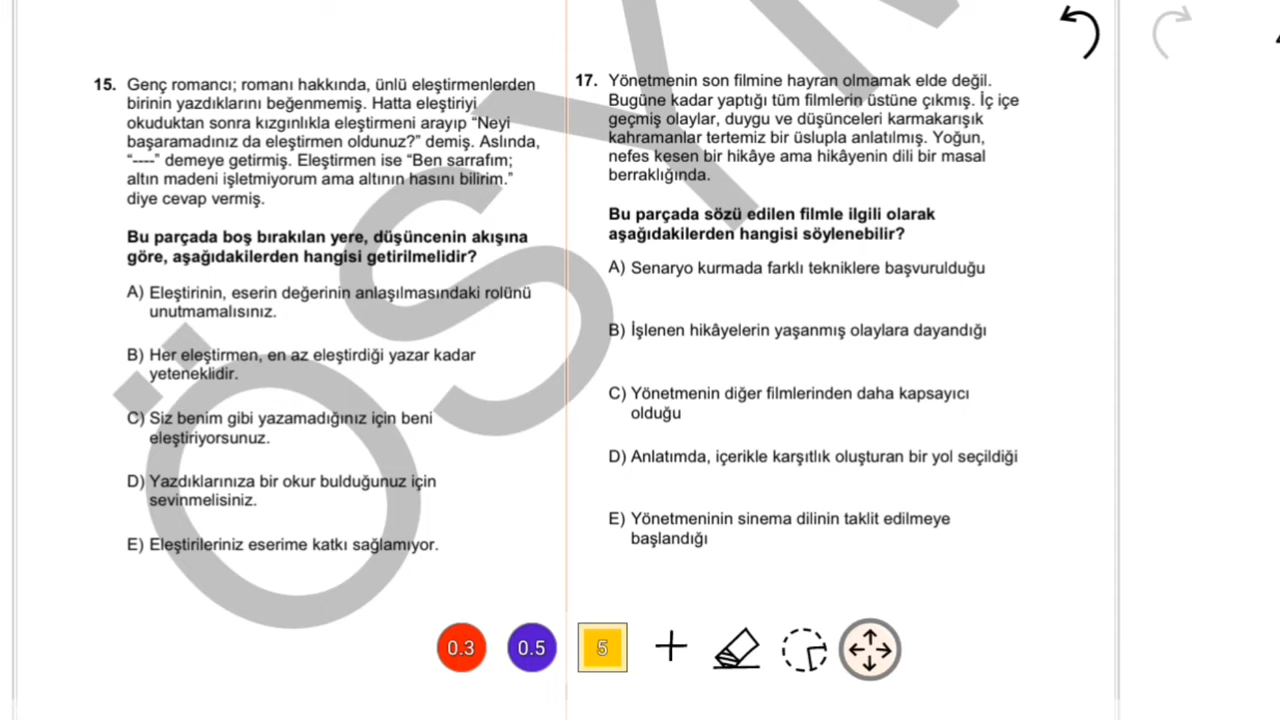 15. Genç romancı; romanı hakkında, ünlü eleştirmenlerden
birinin yazdıklarını beğenmemiş. Hatta eleştiriyi
okuduktan sonra kızgınlıkla eleştirmeni arayıp “Neyi
başaramadınız da eleştirmen oldunuz?” demiş. Aslında,
“----” demeye getirmiş. Eleştirmen ise “Ben sarrafım;
altın madeni işletmiyorum ama altının hasını bilirim.”
diye cevap vermiş.
Bu parçada boş bırakılan yere, düşüncenin akışına
göre, aşağıdakilerden hangisi getirilmelidir?
A) Eleştirinin, eserin değerinin anlaşılmasındaki rolünü
unutmamalısınız.
B) Her eleştirmen, en az eleştirdiği yazar kadar
yeteneklidir.
C) Siz benim gibi yazamadığınız için beni
eleştiriyorsunuz.
D) Yazdıklarınıza bir okur bulduğunuz için
sevinmelisiniz.
E) Eleştirileriniz eserime katkı sağlamıyor.
17. Yönetmenin son filmine hayran olmamak elde değil.
Bugüne kadar yaptığı tüm filmlerin üstüne çıkmış. İç içe
geçmiş olaylar, duygu ve düşünceleri karmakarışık
kahramanlar tertemiz bir üslupla anlatılmış. Yoğun,
nefes kesen bir hikâye ama hikâyenin dili bir masal
berraklığında.
Bu parçada sözü edilen filmle ilgili olarak
aşağıdakilerden hangisi söylenebilir?
A) Senaryo kurmada farklı tekniklere başvurulduğu
B) İşlenen hikâyelerin yaşanmış olaylara dayandığı
C) Yönetmenin diğer filmlerinden daha kapsayıcı
olduğu
D) Anlatımda, içerikle karşıtlık oluşturan bir yol seçildiği
E) Yönetmeninin sinema dilinin taklit edilmeye
başlandığı
ÖSY
0.3 0.5 5